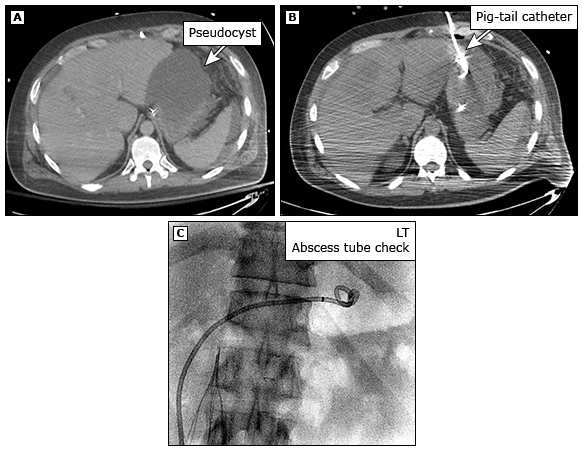 A
Pseudocyst
B
Pig-tail catheter
C
LT
Abscess tube check